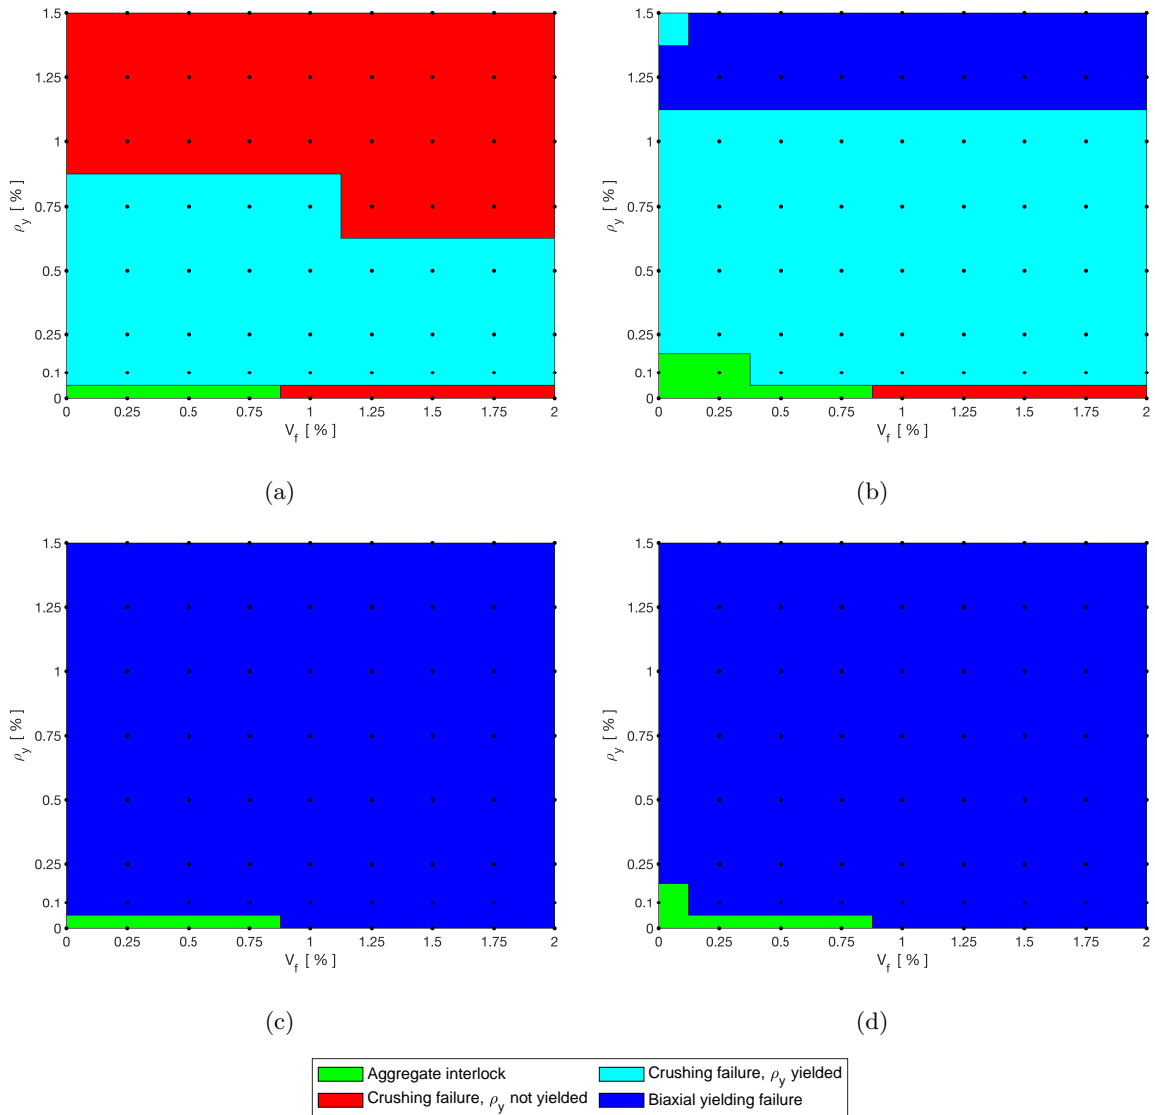 1.5 1.5
1.25 1.25
1 1
ρy [ % ] 0.75 ρy [ % ] 0.75
0.5 0.5
0.25 0.25
0.1 0.1
0 0
0 0.25 0.5 0.75 1 1.25 1.5 1.75 2 0 0.25 0.5 0.75 1 1.25 1.5 1.75 2
Vf [ % ] Vf [ % ]
(a) (b)
1.5 1.5
1.25 1.25
1 1
ρy [ % ] 0.75 ρy [ % ] 0.75
0.5 0.5
0.25 0.25
0.1 0.1
0 0
0 0.25 0.5 0.75 1 1.25 1.5 1.75 2 0 0.25 0.5 0.75 1 1.25 1.5 1.75 2
Vf [ % ] Vf [ % ]
(c) (d)
Aggregate interlock Crushing failure, ρy yielded
Crushing failure, ρy not yielded Biaxial yielding failure